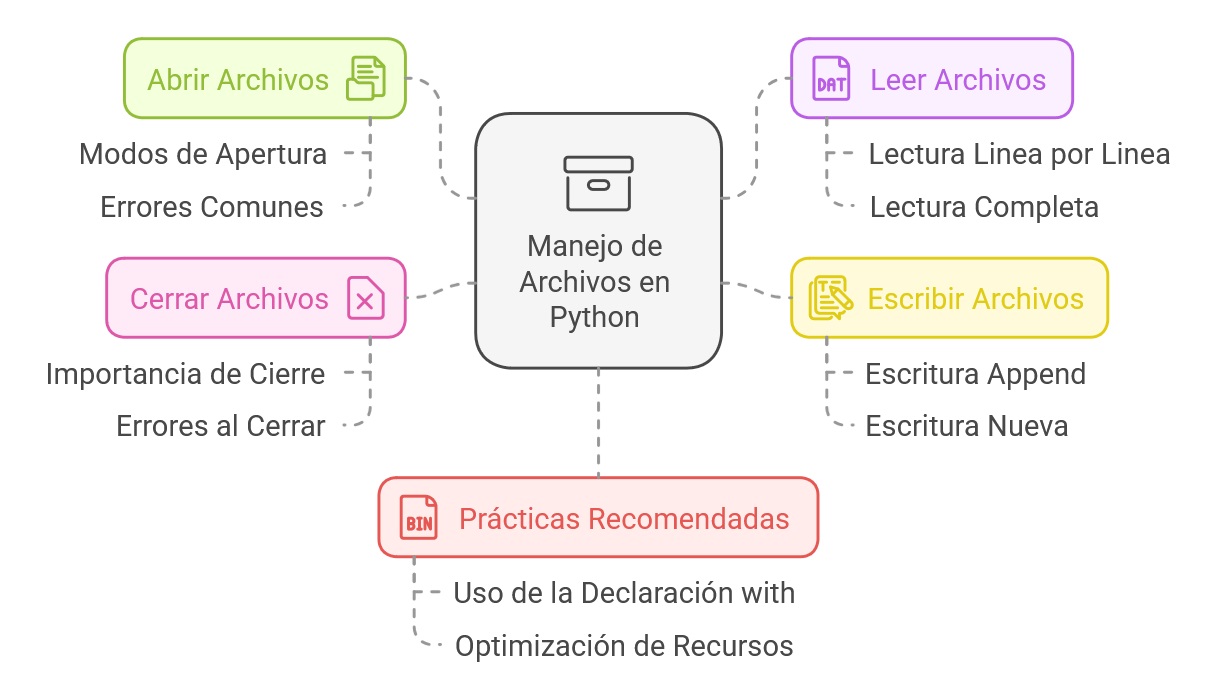 Abrir Archivos
Modos de Apertura
Errores Comunes
Cerrar Archivos
Importancia de Cierre
Errores al Cerrar
Manejo de
Archivos en
Python
DAT
Leer Archivos
Lectura Linea por Linea
Lectura Completa
T
Escribir Archivos
Escritura Append
Escritura Nueva
BIN
Prácticas Recomendadas
Uso de la Declaración with
Optimización de Recursos